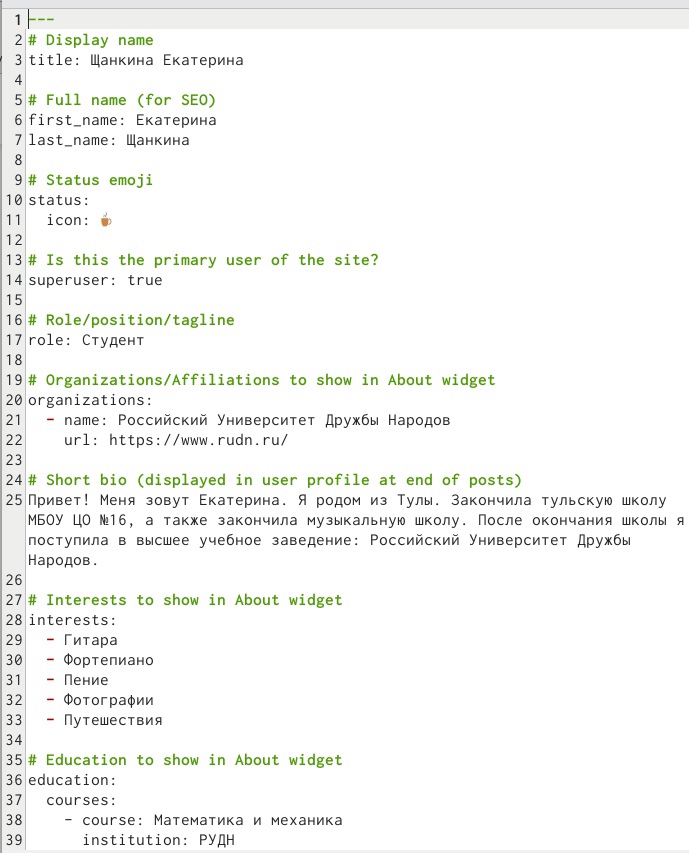 1 ---
2 # Display name
3 title: Щанкина Екатерина
4
5 # Full name (for SEO)
6 first_name: Екатерина
7 last_name: Щанкина
8
9 # Status emoji
10 status:
11   icon: ☕
12
13 # Is this the primary user of the site?
14 superuser: true
15
16 # Role/position/tagline
17 role: Студент
18
19 # Organizations/Affiliations to show in About widget
20 organizations:
21   - name: Российский Университет Дружбы Народов
22     url: https://www.rudn.ru/
23
24 # Short bio (displayed in user profile at end of posts)
25 Привет! Меня зовут Екатерина. Я родом из Тулы. Закончила тульскую школу
МБОУ ЦО №16, а также закончила музыкальную школу. После окончания школы я
поступила в высшее учебное заведение: Российский Университет Дружбы
Народов.
26
27 # Interests to show in About widget
28 interests:
29   - Гитара
30   - Фортепиано
31   - Пение
32   - Фотографии
33   - Путешествия
34
35 # Education to show in About widget
36 education:
37   courses:
38     - course: Математика и механика
39       institution: РУДН